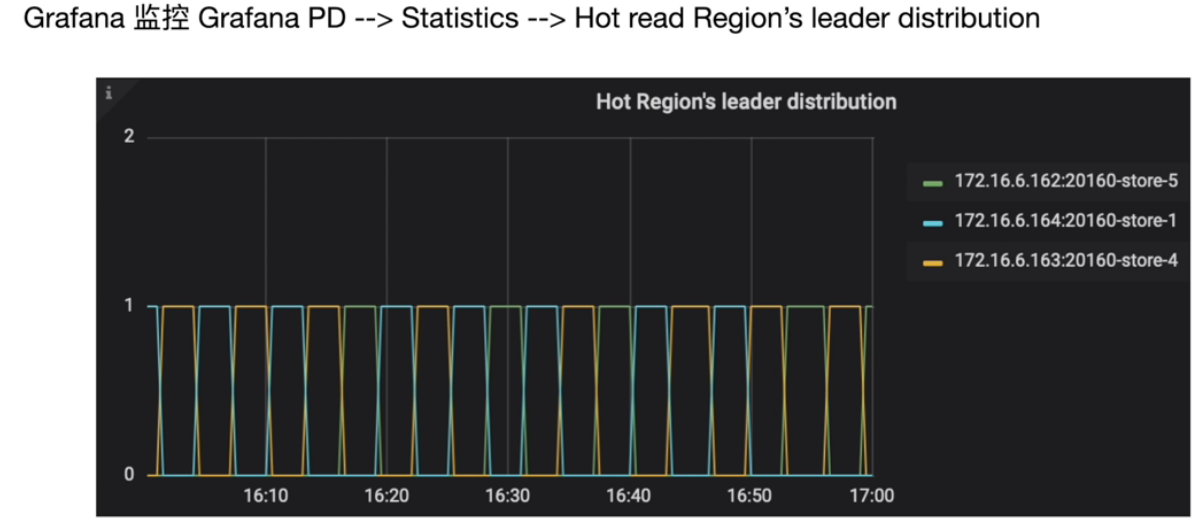 Grafana 监控 Grafana PD --> Statistics --> Hot read Region’s leader distribution
i
Hot Region's leader distribution
2
1
0
16:10 16:20 16:30 16:40 16:50 17:00
172.16.6.162:20160-store-5
172.16.6.164:20160-store-1
172.16.6.163:20160-store-4